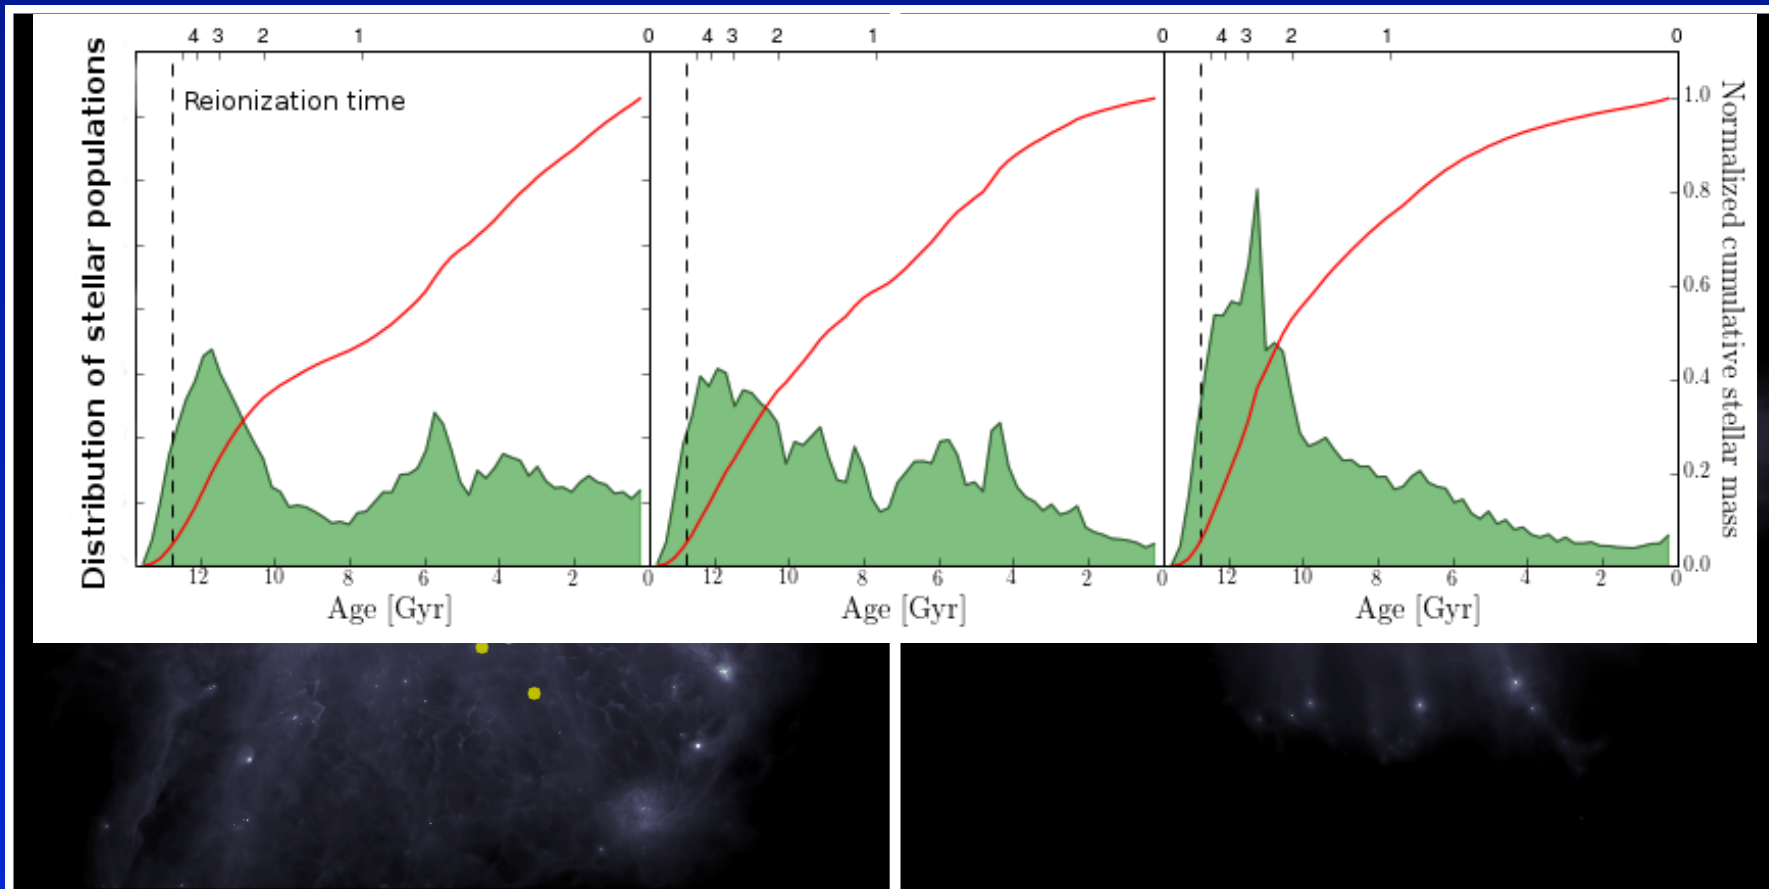 4 3 2 1 0 4 3 2 1 0 4 3 2 1 0
Distribution of stellar populations
Reionization time
1.0
0.8
0.6
0.4
0.2
0.0
Normalized cumulative stellar mass
12 10 8 6 4 2 0 12 10 8 6 4 2 0 12 10 8 6 4 2 0
Age [Gyr] Age [Gyr] Age [Gyr]